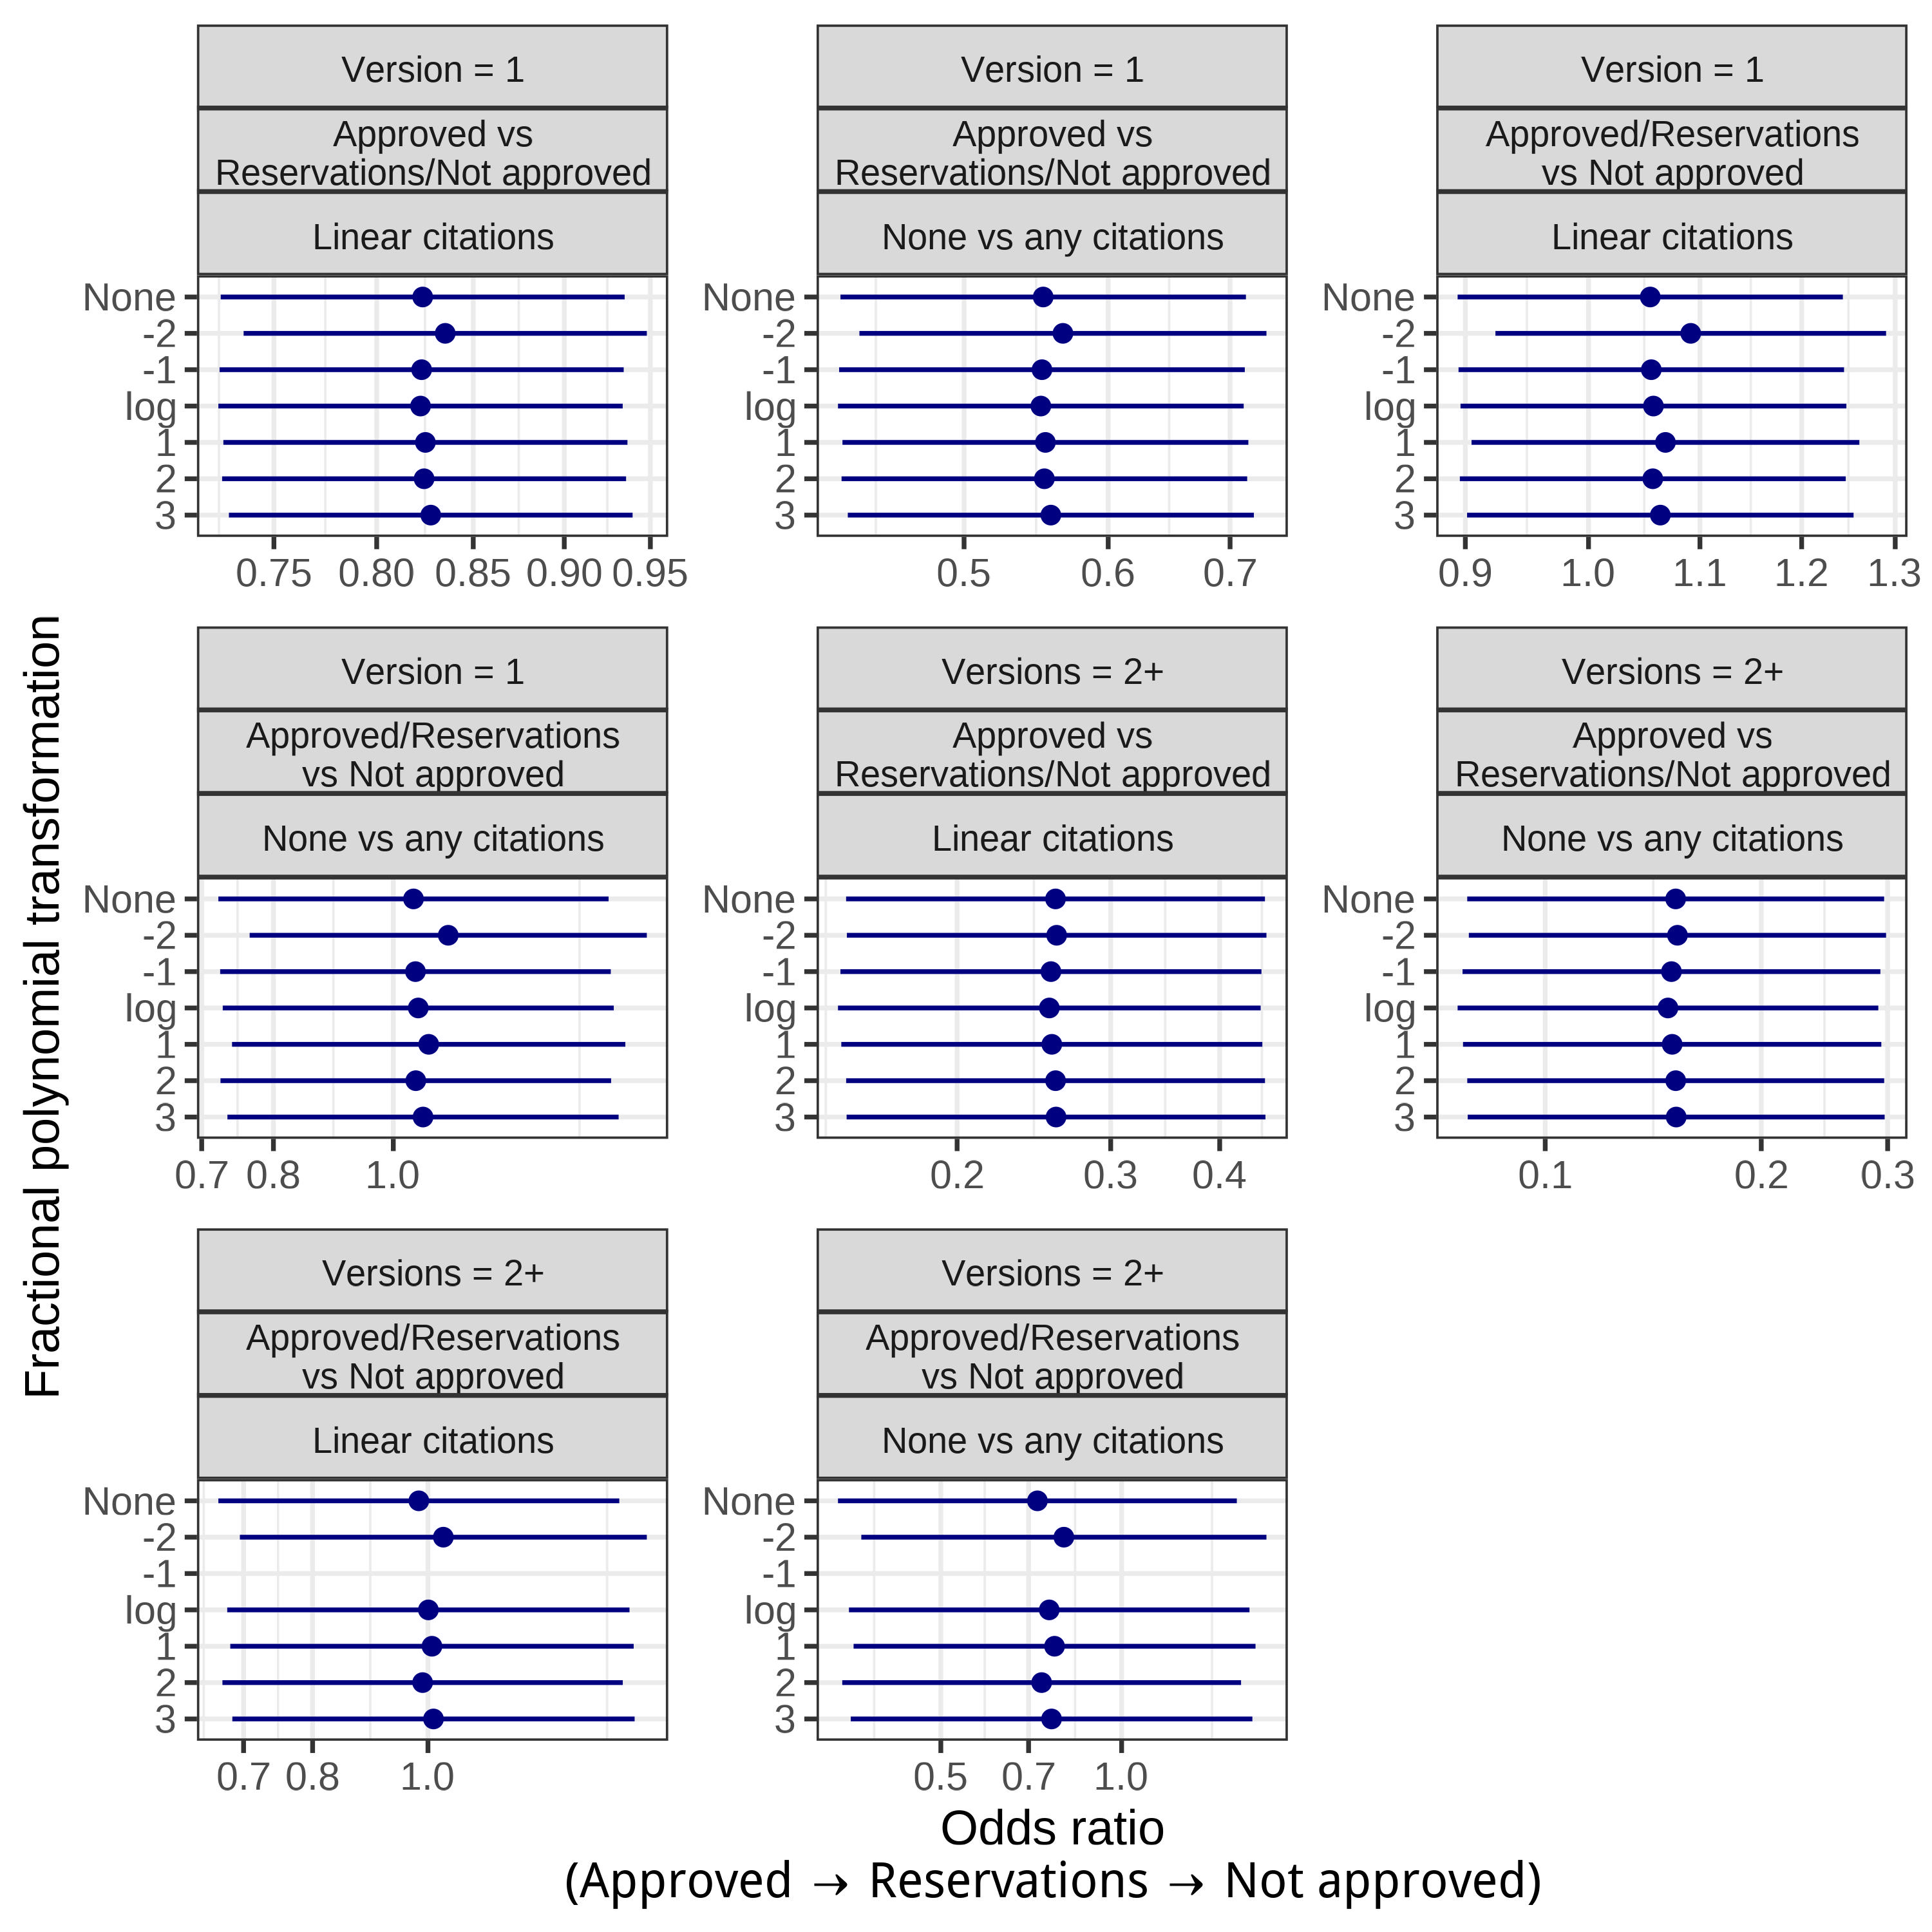 Version = 1
Approved vs
Reservations/Not approved
Linear citations
None
-2
-1
log
1
2
3
0.75 0.80 0.85 0.90 0.95
Version = 1
Approved vs
Reservations/Not approved
None vs any citations
None
-2
-1
log
1
2
3
0.5 0.6 0.7
Version = 1
Approved/Reservations
vs Not approved
Linear citations
None
-2
-1
log
1
2
3
0.9 1.0 1.1 1.2 1.3
Fractional polynomial transformation
Version = 1
Approved/Reservations
vs Not approved
None vs any citations
None
-2
-1
log
1
2
3
0.7 0.8 1.0
Versions = 2+
Approved vs
Reservations/Not approved
Linear citations
None
-2
-1
log
1
2
3
0.2 0.3 0.4
Versions = 2+
Approved vs
Reservations/Not approved
None vs any citations
None
-2
-1
log
1
2
3
0.1 0.2 0.3
Versions = 2+
Approved/Reservations
vs Not approved
Linear citations
None
-2
-1
log
1
2
3
0.7 0.8 1.0
Versions = 2+
Approved/Reservations
vs Not approved
None vs any citations
None
-2
-1
log
1
2
3
0.5 0.7 1.0
Odds ratio
(Approved → Reservations → Not approved)